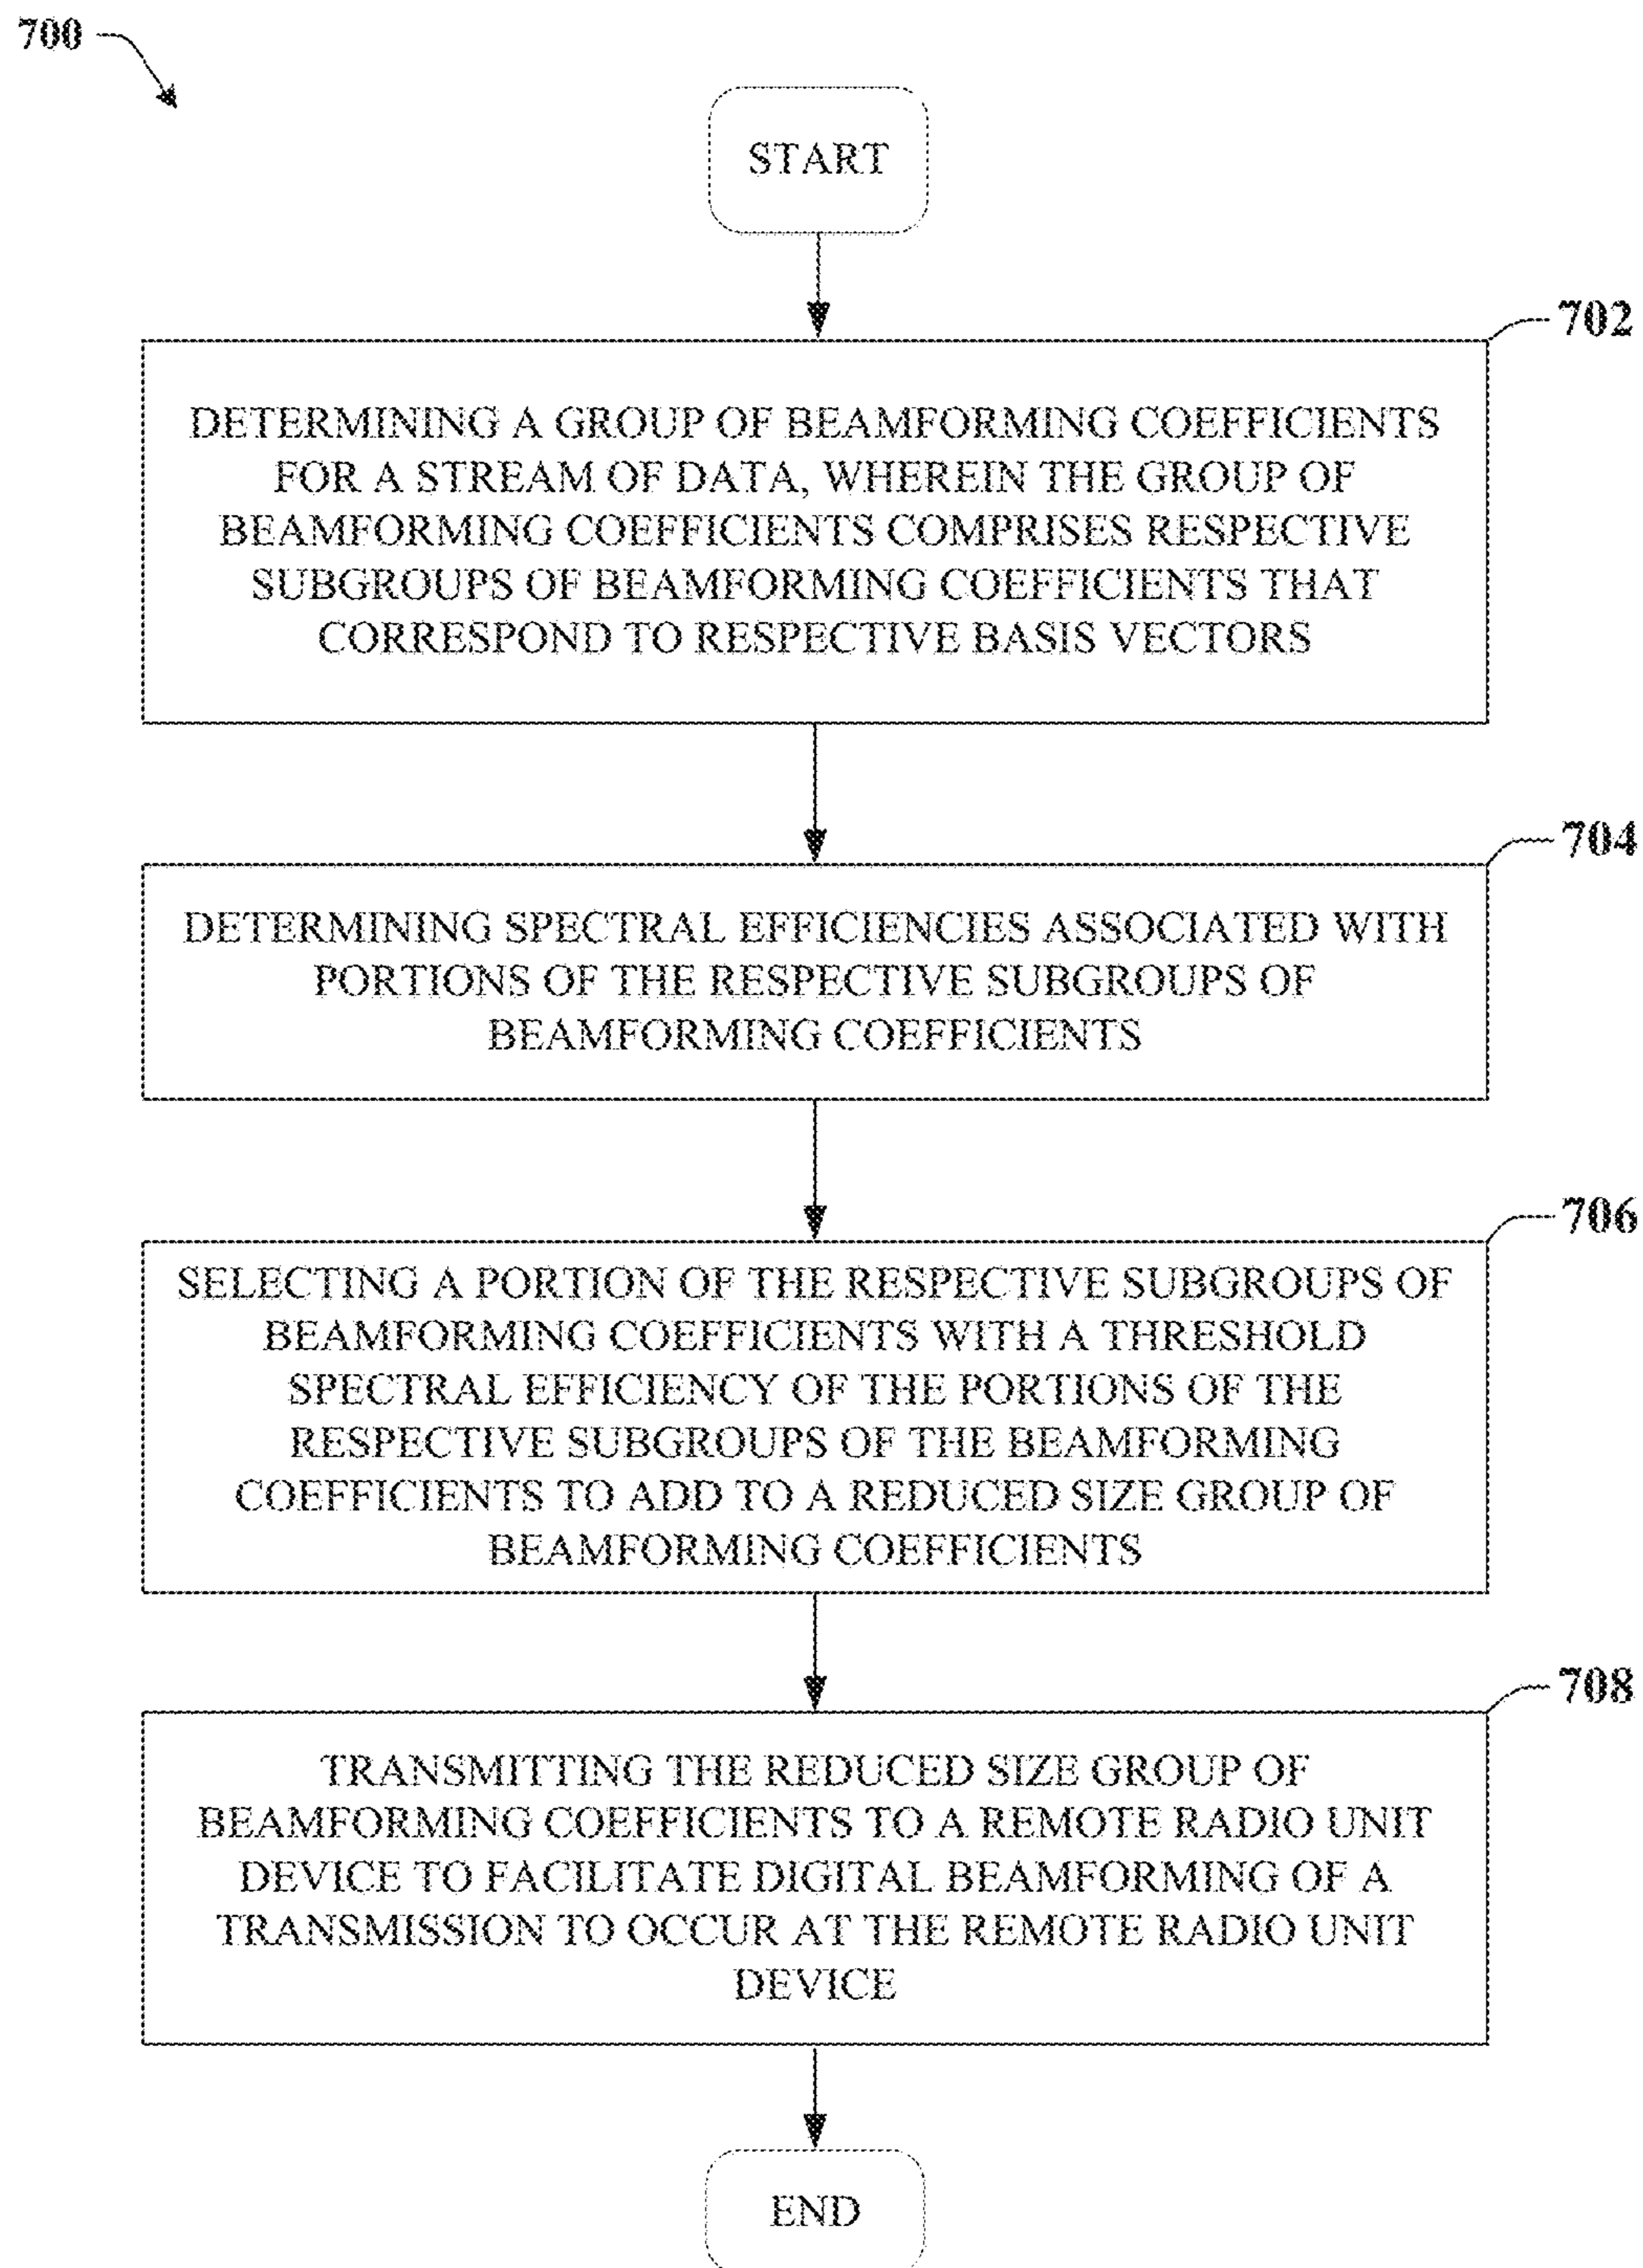 700
START
702
DETERMINING A GROUP OF BEAMFORMING COEFFICIENTS
FOR A STREAM OF DATA, WHEREIN THE GROUP OF
BEAMFORMING COEFFICIENTS COMPRISES RESPECTIVE
SUBGROUPS OF BEAMFORMING COEFFICIENTS THAT
CORRESPOND TO RESPECTIVE BASIS VECTORS
704
DETERMINING SPECTRAL EFFICIENCIES ASSOCIATED WITH
PORTIONS OF THE RESPECTIVE SUBGROUPS OF
BEAMFORMING COEFFICIENTS
706
SELECTING A PORTION OF THE RESPECTIVE SUBGROUPS OF
BEAMFORMING COEFFICIENTS WITH A THRESHOLD
SPECTRAL EFFICIENCY OF THE PORTIONS OF THE
RESPECTIVE SUBGROUPS OF THE BEAMFORMING
COEFFICIENTS TO ADD TO A REDUCED SIZE GROUP OF
BEAMFORMING COEFFICIENTS
708
TRANSMITTING THE REDUCED SIZE GROUP OF
BEAMFORMING COEFFICIENTS TO A REMOTE RADIO UNIT
DEVICE TO FACILITATE DIGITAL BEAMFORMING OF A
TRANSMISSION TO OCCUR AT THE REMOTE RADIO UNIT
DEVICE
END